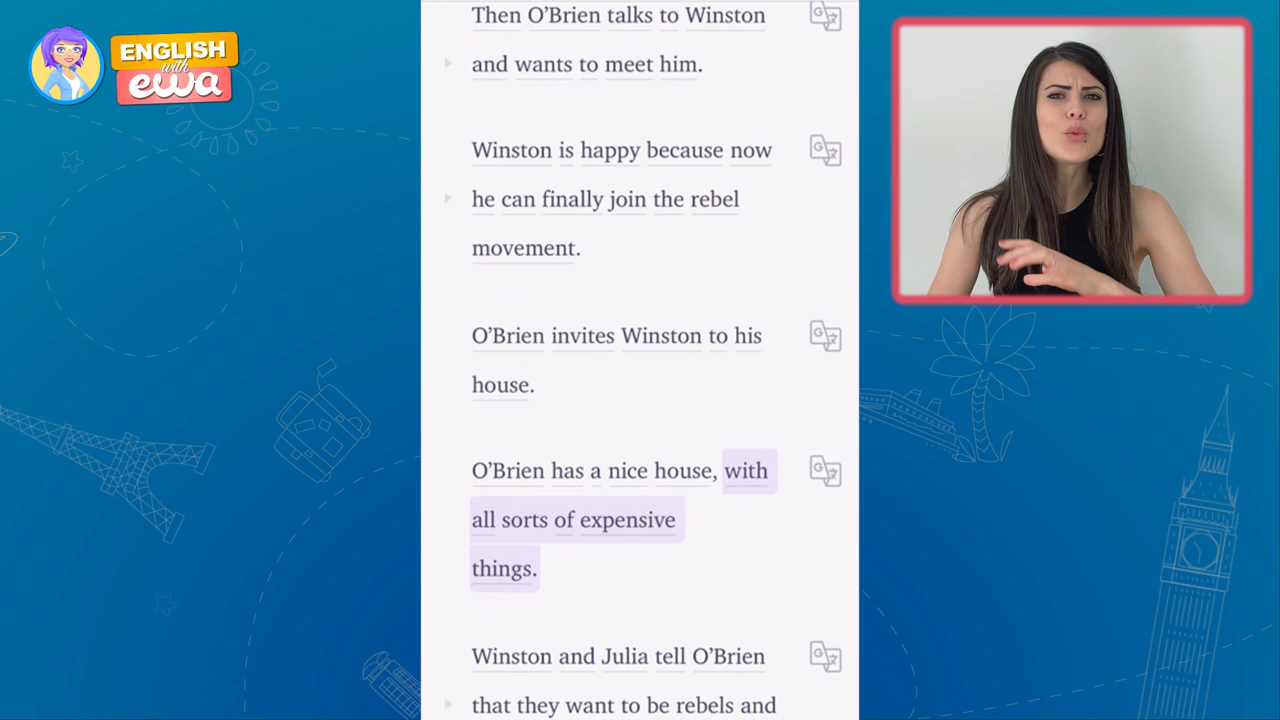 ENGLISH
with
ewa
Then O’Brien talks to Winston
and wants to meet him.
Winston is happy because now
he can finally join the rebel
movement.
O’Brien invites Winston to his
house.
O’Brien has a nice house, with
all sorts of expensive
things.
Winston and Julia tell O’Brien
that they want to be rebels and